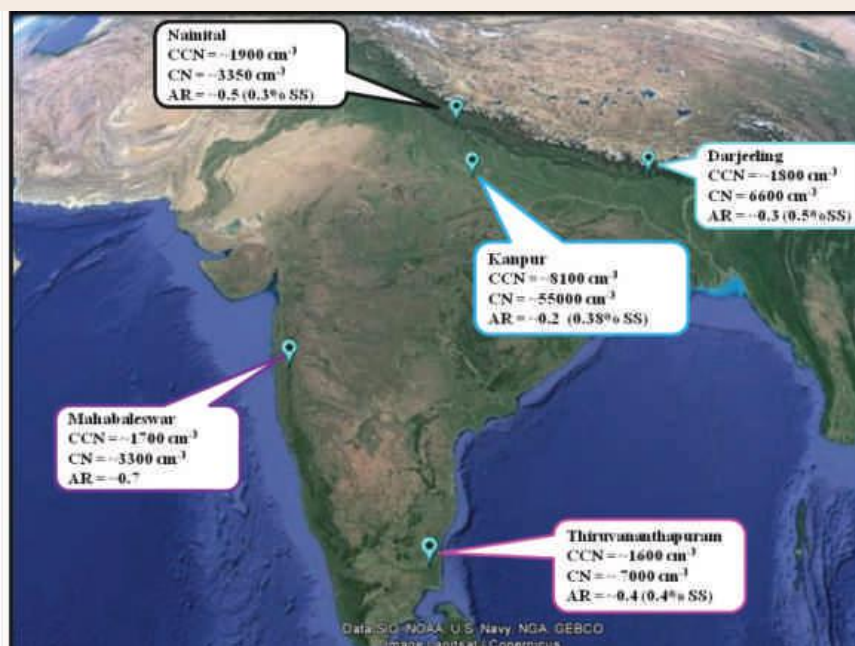 Nainital
CCN = ~1900 cm⁻³
CN = ~3350 cm⁻³
AR = ~0.5 (0.3% SS)
Darjeeling
CCN = ~1800 cm⁻³
CN = 6600 cm⁻³
AR = ~0.3 (0.5%SS)
Kanpur
CCN = ~8100 cm⁻³
CN = ~55000 cm⁻³
AR = ~0.2 (0.38% SS)
Mahabaleswar
CCN = ~1700 cm⁻³
CN = ~3300 cm⁻³
AR = ~0.7
Thiruvananthapuram
CCN = ~1600 cm⁻³
CN = ~7000 cm⁻³
AR = ~0.4 (0.4% SS)
Data SIO, NOAA, U.S. Navy, NGA, GEBCO
Image Landsat / Copernicus